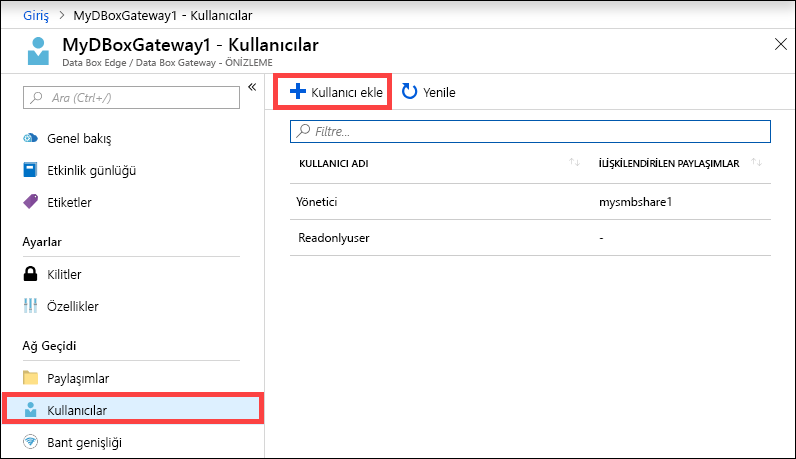 Giriş > MyDBoxGateway1 - Kullanıcılar
MyDBoxGateway1 - Kullanıcılar
Data Box Edge / Data Box Gateway - ÖNİZLEME
Ara (Ctrl+/)
Genel bakış
Etkinlik günlüğü
Etiketler
Ayarlar
Kilitler
Özellikler
Ağ Geçidi
Paylaşımlar
Kullanıcılar
Bant genişliği
Kullanıcı ekle Yenile
Filtre...
KULLANICI ADI İLİŞKİLENDİRİLEN PAYLAŞIMLAR
Yönetici mysmbshare1
Readonlyuser -